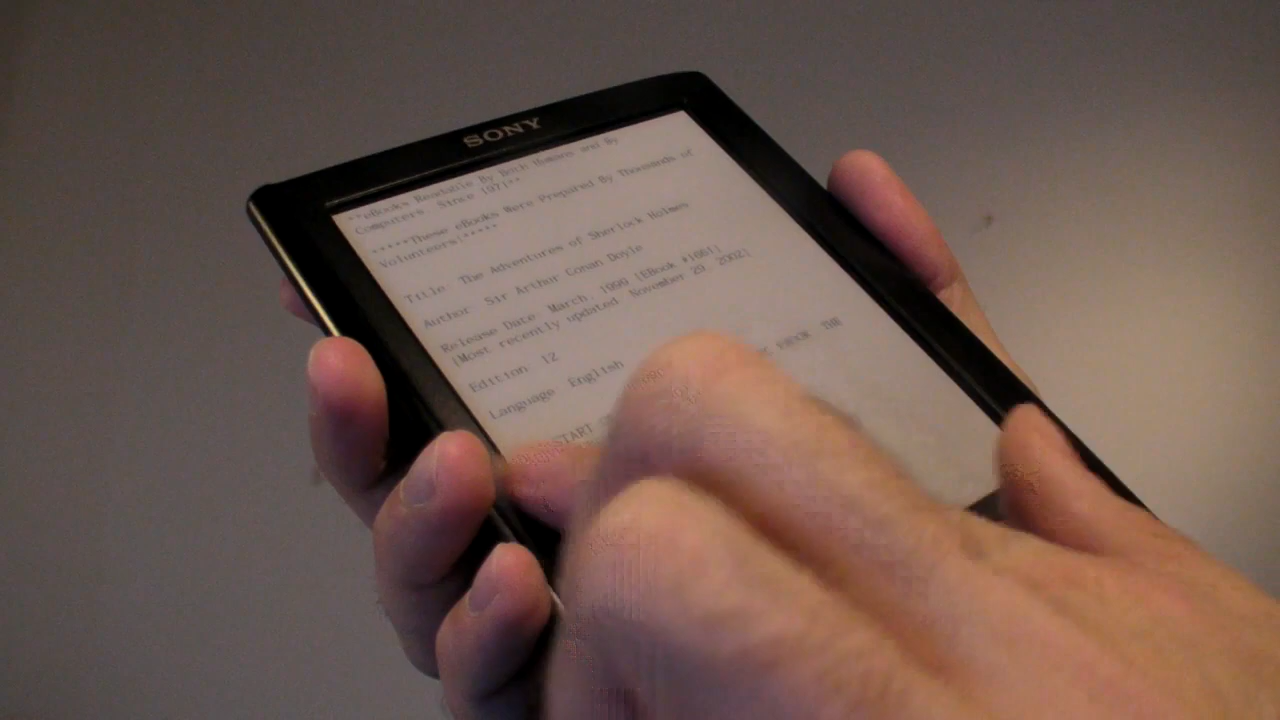 SONY
**eBooks Readable By Both Humans and By
Computers Since 1971**
*****These eBooks Were Prepared By Thousands of
Volunteers!*****
Title The Adventures of Sherlock Holmes
Author Sir Arthur Conan Doyle
Release Date March, 1999 [EBook #1661]
[Most recently updated November 29, 2002]
Edition 12
Language English
START
EBOOK THE